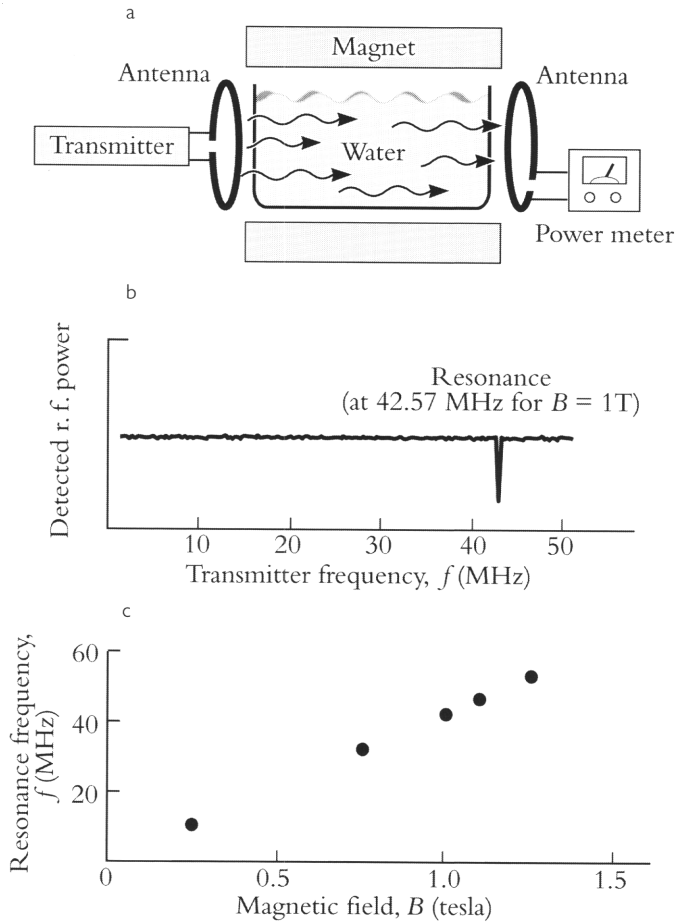 a
Magnet
Antenna
Antenna
Transmitter
Water
Power meter
b
Detected r. f. power
Resonance
(at 42.57 MHz for B = 1T)
10 20 30 40 50
Transmitter frequency, f (MHz)
c
Resonance frequency,
f (MHz)
60
40
20
0 0.5 1.0 1.5
Magnetic field, B (tesla)